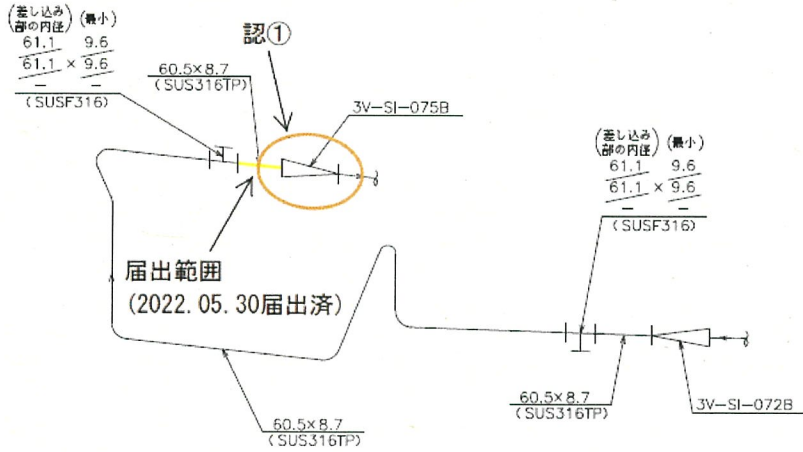 (差し込み部の内径) (最小)
61.1 9.6
61.1 × 9.6
— —
(SUSF316)
60.5×8.7
(SUS316TP)
認①
3V-SI-075B
届出範囲
(2022.05.30届出済)
(差し込み部の内径) (最小)
61.1 9.6
61.1 × 9.6
— —
(SUSF316)
60.5×8.7
(SUS316TP)
60.5×8.7
(SUS316TP)
3V-SI-072B